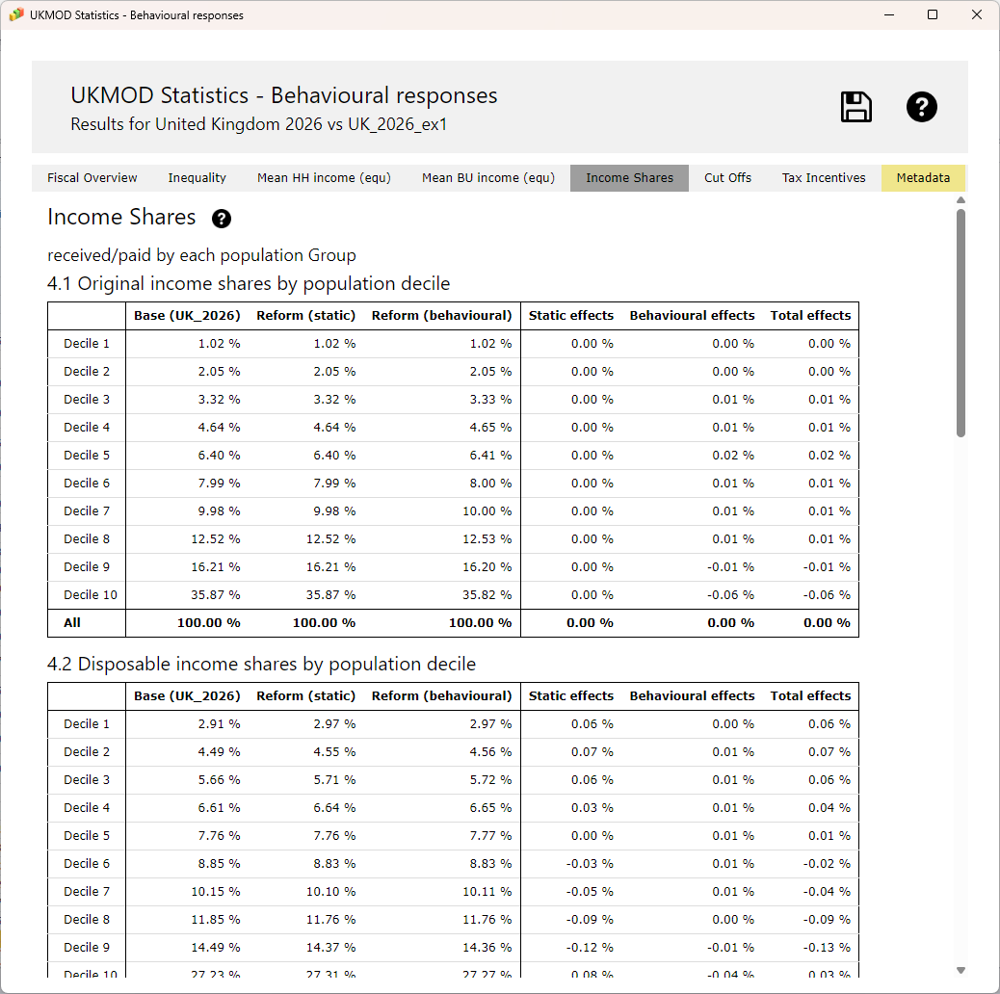 UKMOD Statistics - Behavioural responses
UKMOD Statistics - Behavioural responses
Results for United Kingdom 2026 vs UK_2026_ex1
?
Fiscal Overview Inequality Mean HH income (equ) Mean BU income (equ) Income Shares Cut Offs Tax Incentives Metadata
Income Shares ?
received/paid by each population Group
4.1 Original income shares by population decile
Base (UK_2026) Reform (static) Reform (behavioural) Static effects Behavioural effects Total effects
Decile 1 1.02 % 1.02 % 1.02 % 0.00 % 0.00 % 0.00 %
Decile 2 2.05 % 2.05 % 2.05 % 0.00 % 0.00 % 0.00 %
Decile 3 3.32 % 3.32 % 3.33 % 0.00 % 0.01 % 0.01 %
Decile 4 4.64 % 4.64 % 4.65 % 0.00 % 0.01 % 0.01 %
Decile 5 6.40 % 6.40 % 6.41 % 0.00 % 0.02 % 0.02 %
Decile 6 7.99 % 7.99 % 8.00 % 0.00 % 0.01 % 0.01 %
Decile 7 9.98 % 9.98 % 10.00 % 0.00 % 0.01 % 0.01 %
Decile 8 12.52 % 12.52 % 12.53 % 0.00 % 0.01 % 0.01 %
Decile 9 16.21 % 16.21 % 16.20 % 0.00 % -0.01 % -0.01 %
Decile 10 35.87 % 35.87 % 35.82 % 0.00 % -0.06 % -0.06 %
All 100.00 % 100.00 % 100.00 % 0.00 % 0.00 % 0.00 %
4.2 Disposable income shares by population decile
Base (UK_2026) Reform (static) Reform (behavioural) Static effects Behavioural effects Total effects
Decile 1 2.91 % 2.97 % 2.97 % 0.06 % 0.00 % 0.06 %
Decile 2 4.49 % 4.55 % 4.56 % 0.07 % 0.01 % 0.07 %
Decile 3 5.66 % 5.71 % 5.72 % 0.06 % 0.01 % 0.06 %
Decile 4 6.61 % 6.64 % 6.65 % 0.03 % 0.01 % 0.04 %
Decile 5 7.76 % 7.76 % 7.77 % 0.00 % 0.01 % 0.01 %
Decile 6 8.85 % 8.83 % 8.83 % -0.03 % 0.01 % -0.02 %
Decile 7 10.15 % 10.10 % 10.11 % -0.05 % 0.01 % -0.04 %
Decile 8 11.85 % 11.76 % 11.76 % -0.09 % 0.00 % -0.09 %
Decile 9 14.49 % 14.37 % 14.36 % -0.12 % -0.01 % -0.13 %
Decile 10 27.23 % 27.31 % 27.27 % 0.08 % -0.04 % 0.03 %